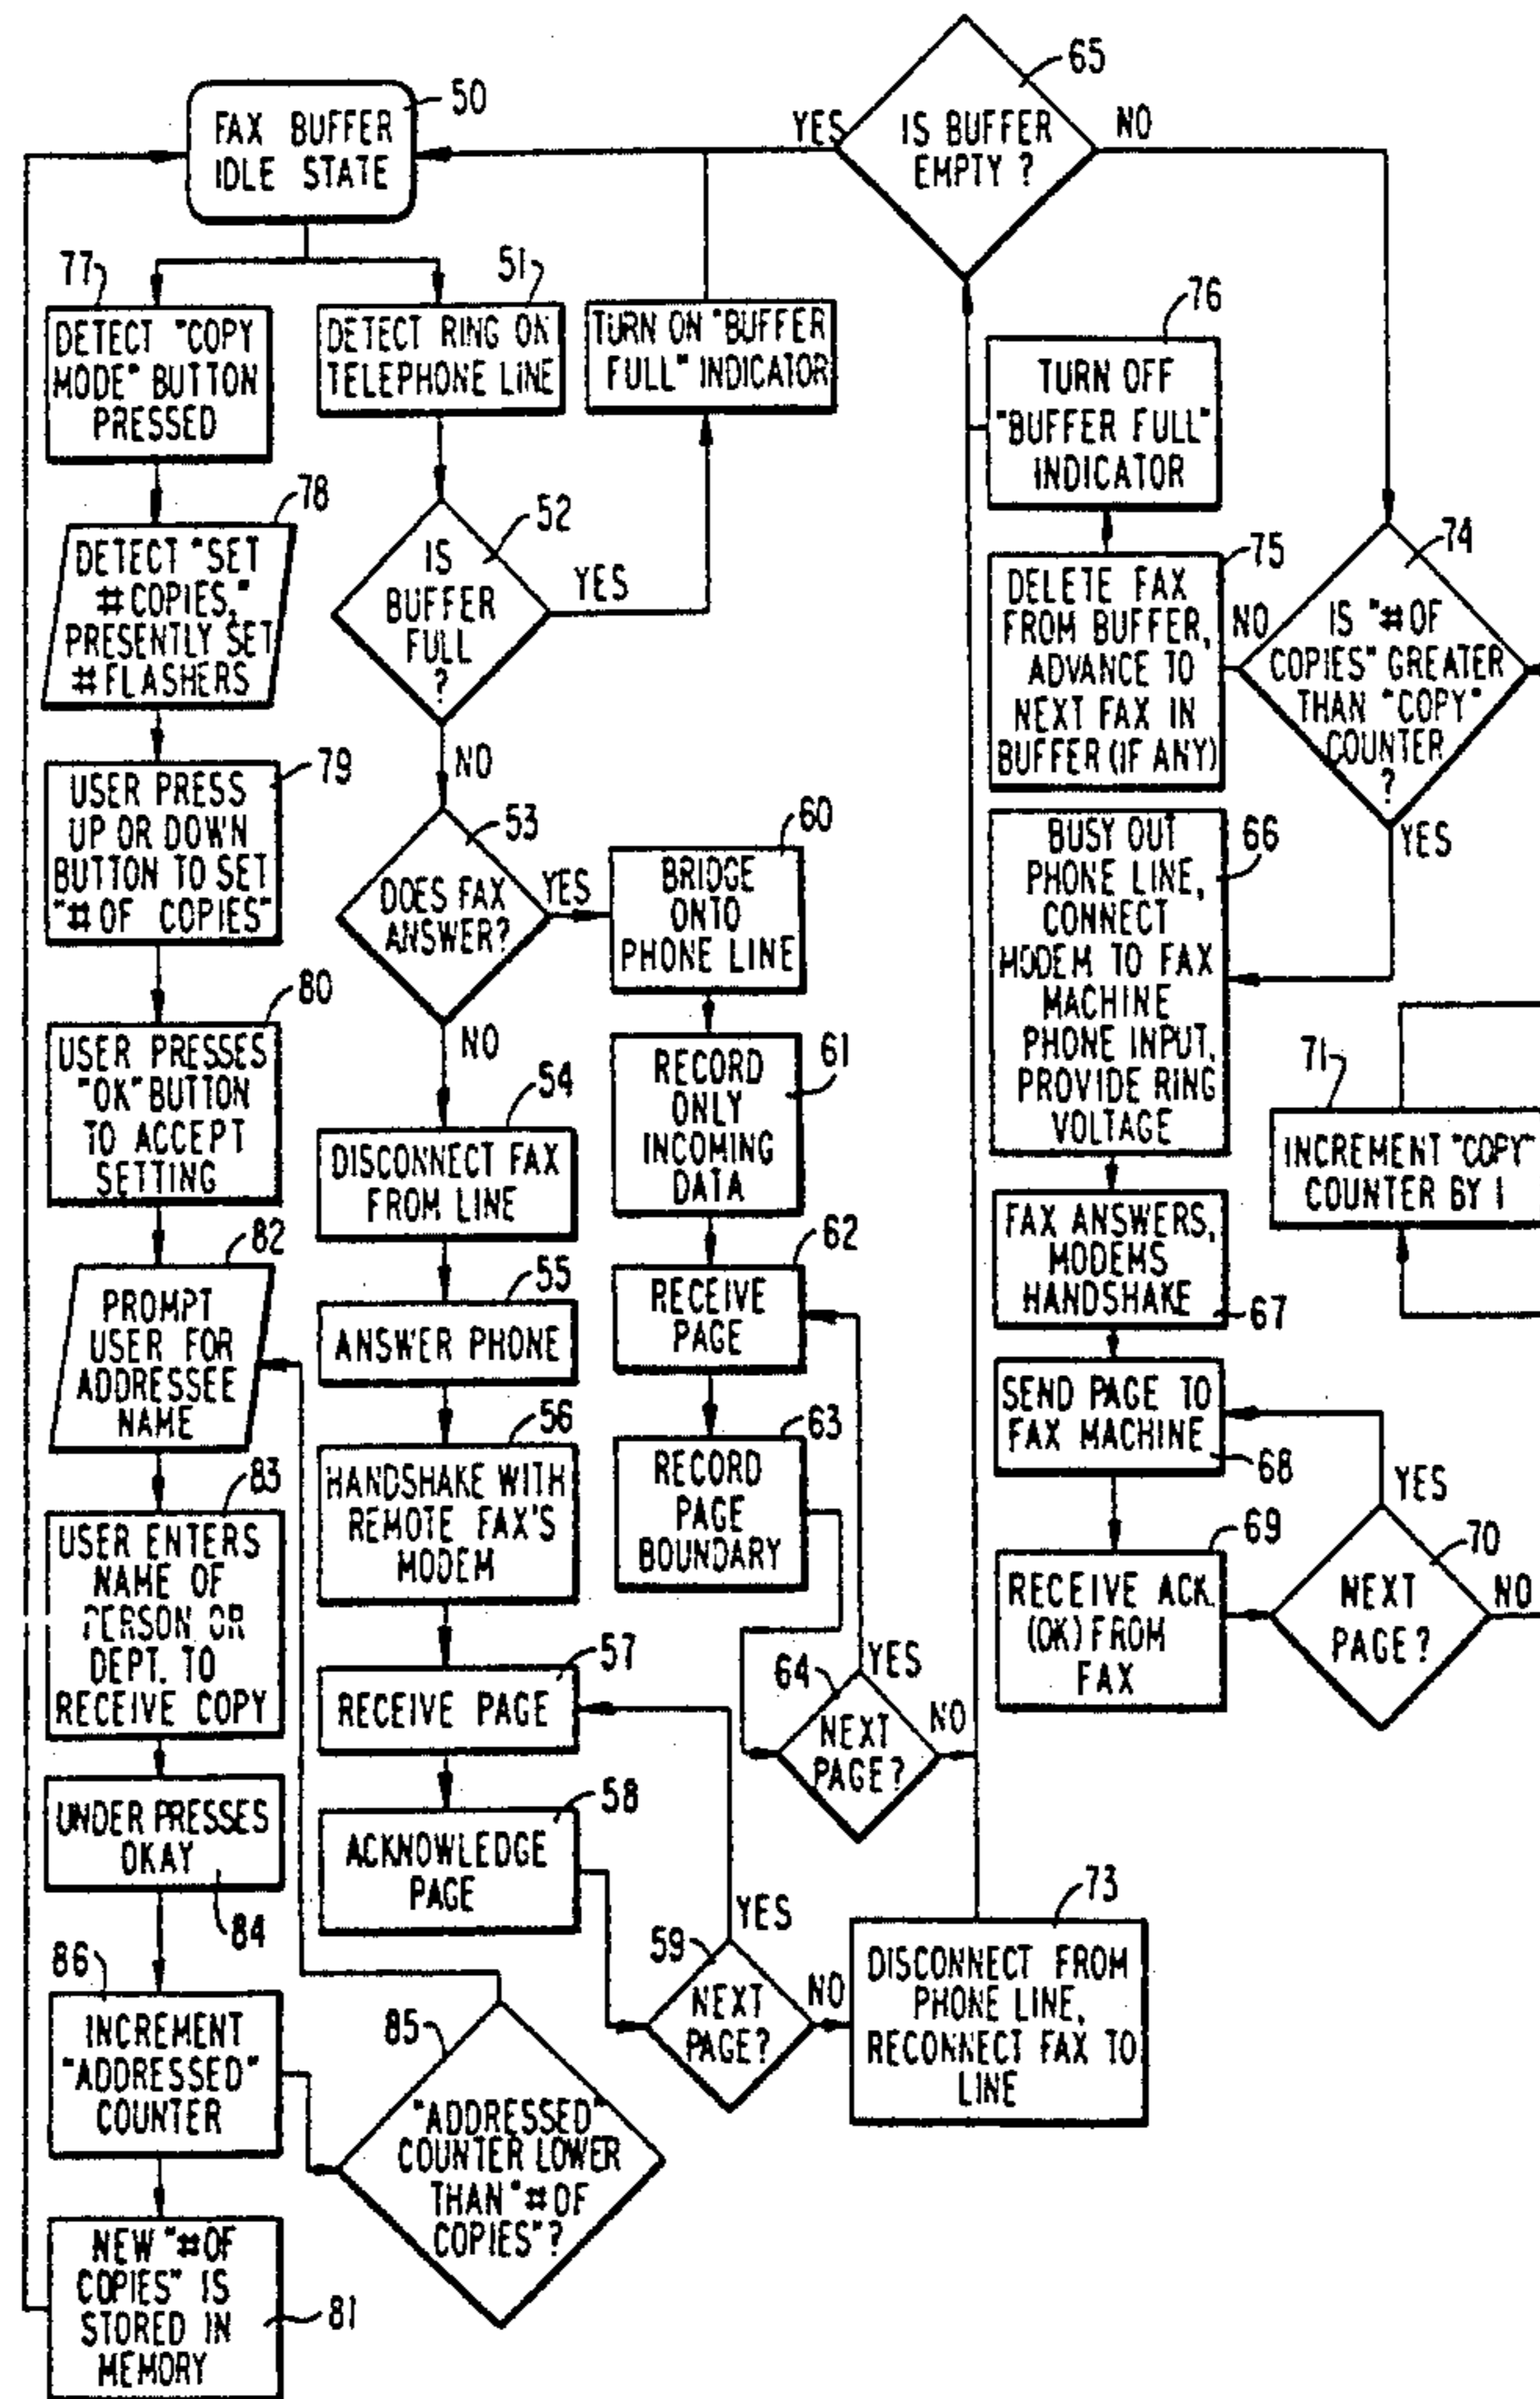 50
FAX BUFFER
IDLE STATE
77
DETECT "COPY
MODE" BUTTON
PRESSED
78
DETECT "SET
#COPIES,"
PRESENTLY SET
#FLASHERS
79
USER PRESS
UP OR DOWN
BUTTON TO SET
"# OF COPIES"
80
USER PRESSES
"OK" BUTTON
TO ACCEPT
SETTING
82
PROMPT
USER FOR
ADDRESSEE
NAME
83
USER ENTERS
NAME OF
PERSON OR
DEPT. TO
RECEIVE COPY
UNDER PRESSES
OKAY
84
86
INCREMENT
"ADDRESSED"
COUNTER
NEW "# OF
COPIES" IS
STORED IN
MEMORY
81
85
"ADDRESSED"
COUNTER LOWER
THAN "# OF
COPIES"?
51
DETECT RING ON
TELEPHONE LINE
TURN ON "BUFFER
FULL" INDICATOR
52
IS
BUFFER
FULL
?
YES
NO
53
DOES FAX
ANSWER?
YES
NO
54
DISCONNECT FAX
FROM LINE
55
ANSWER PHONE
56
HANDSHAKE WITH
REMOTE FAX'S
MODEM
57
RECEIVE PAGE
58
ACKNOWLEDGE
PAGE
59
NEXT
PAGE?
YES
NO
73
DISCONNECT FROM
PHONE LINE,
RECONNECT FAX TO
LINE
60
BRIDGE
ONTO
PHONE LINE
61
RECORD
ONLY
INCOMING
DATA
62
RECEIVE
PAGE
63
RECORD
PAGE
BOUNDARY
64
NEXT
PAGE?
YES
NO
65
IS BUFFER
EMPTY ?
YES
NO
76
TURN OFF
"BUFFER FULL"
INDICATOR
75
DELETE FAX
FROM BUFFER,
ADVANCE TO
NEXT FAX IN
BUFFER (IF ANY)
74
IS "# OF
COPIES" GREATER
THAN "COPY"
COUNTER
?
NO
YES
66
BUSY OUT
PHONE LINE,
CONNECT
MODEM TO FAX
MACHINE
PHONE INPUT,
PROVIDE RING
VOLTAGE
71
INCREMENT "COPY"
COUNTER BY 1
FAX ANSWERS,
MODEMS
HANDSHAKE
67
SEND PAGE TO
FAX MACHINE
68
69
RECEIVE ACK.
(OK) FROM
FAX
70
NEXT
PAGE?
YES
NO